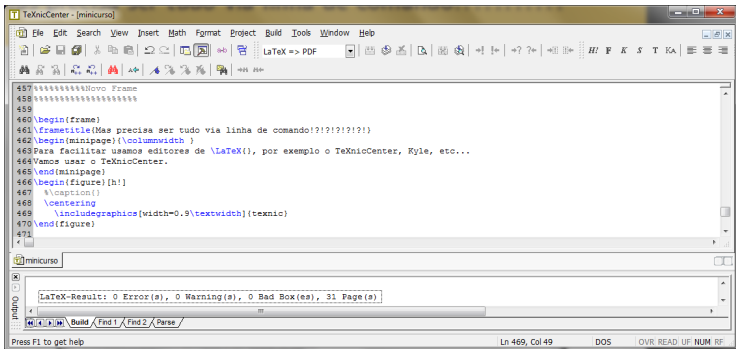 TeXnicCenter - [minicurso]
File Edit Search View Insert Math Format Project Build Tools Window Help
LaTeX => PDF H! F K S T KA
457 %%%%%%%%%%Novo Frame
458 %%%%%%%%%%%%%%%%%%%%
459
460 \begin{frame}
461 \frametitle{Mas precisa ser tudo via linha de comando!?!?!?!?!}
462 \begin{minipage}{\columnwidth }
463 Para facilitar usamos editores de \LaTeX{}, por exemplo o TeXnicCenter, Kyle, etc...
464 Vamos usar o TeXnicCenter.
465 \end{minipage}
466 \begin{figure}[h!]
467 %\caption{}
468 \centering
469 \includegraphics[width=0.9\textwidth]{texnic}
470 \end{figure}
471
minicurso
LaTeX-Result: 0 Error(s), 0 Warning(s), 0 Bad Box(es), 31 Page(s)
Output
Build Find 1 Find 2 Parse
Press F1 to get help Ln 469, Col 49 DOS OVR READ UF NUM RF